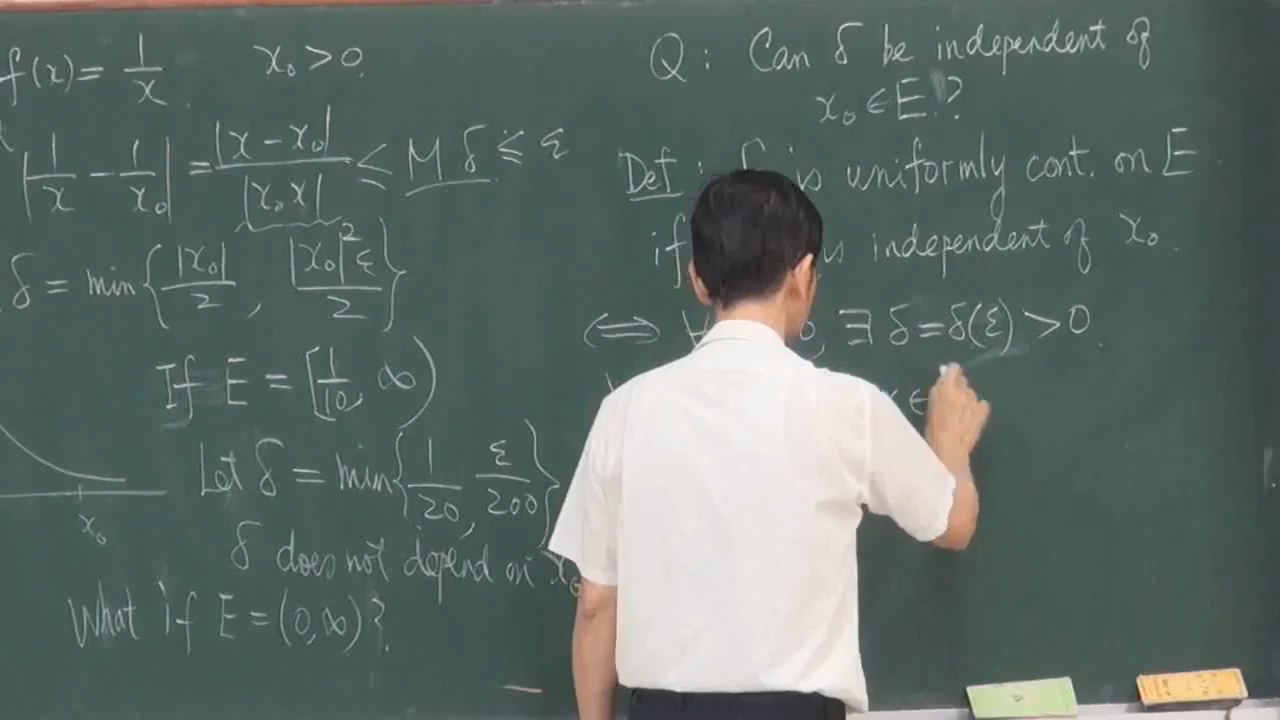 f(x) = 1/x x₀ > 0.
|1/x - 1/x₀| = |x - x₀| / |x₀x| ≤ M δ ≤ ε
δ = min{|x₀|/2, |x₀|²ε/2}
If E = [1/10, ∞)
Let δ = min{1/20, ε/200}
x₀
δ does not depend on x₀
What if E = (0, ∞)?
Q: Can δ be independent of
x₀ ∈ E!?
Def: is uniformly cont. on E
if is independent of x₀.
⟺ ∀ 0, ∃ δ = δ(ε) > 0.
x ∈